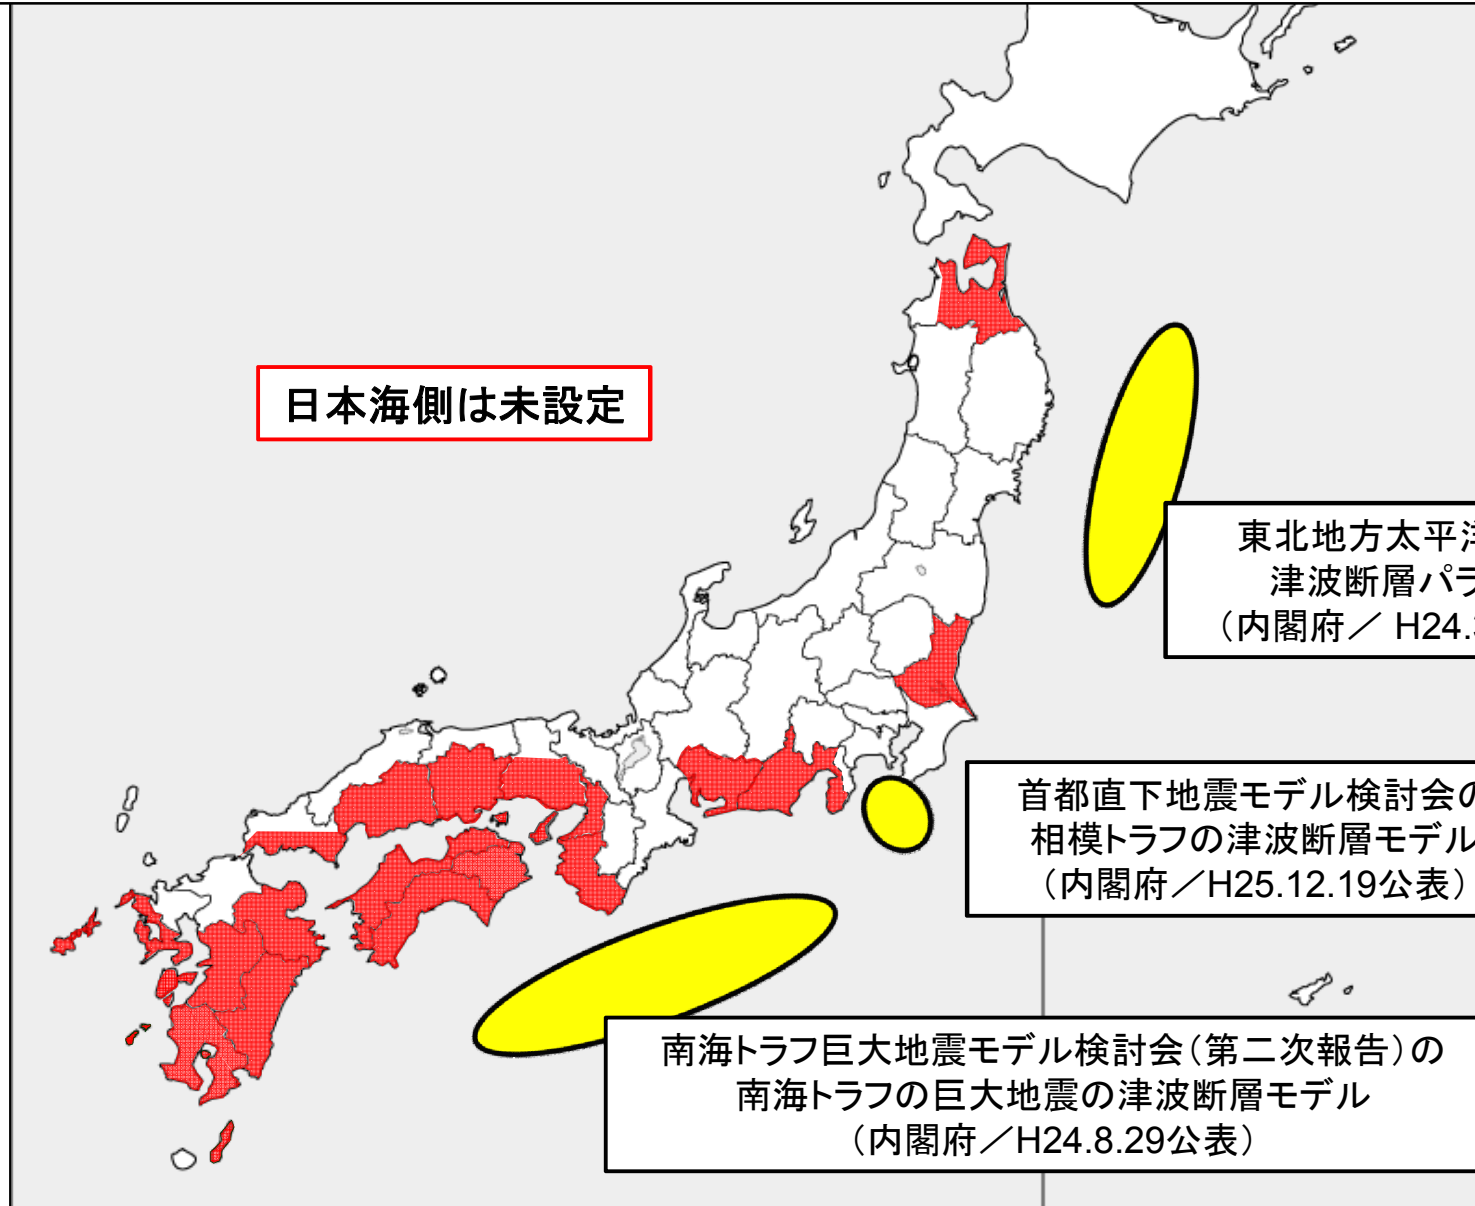 日本海側は未設定
東北地方太平
津波断層パラ
（内閣府／ H24.
首都直下地震モデル検討会の
相模トラフの津波断層モデル
（内閣府／H25.12.19公表）
南海トラフ巨大地震モデル検討会（第二次報告）の
南海トラフの巨大地震の津波断層モデル
（内閣府／H24.8.29公表）